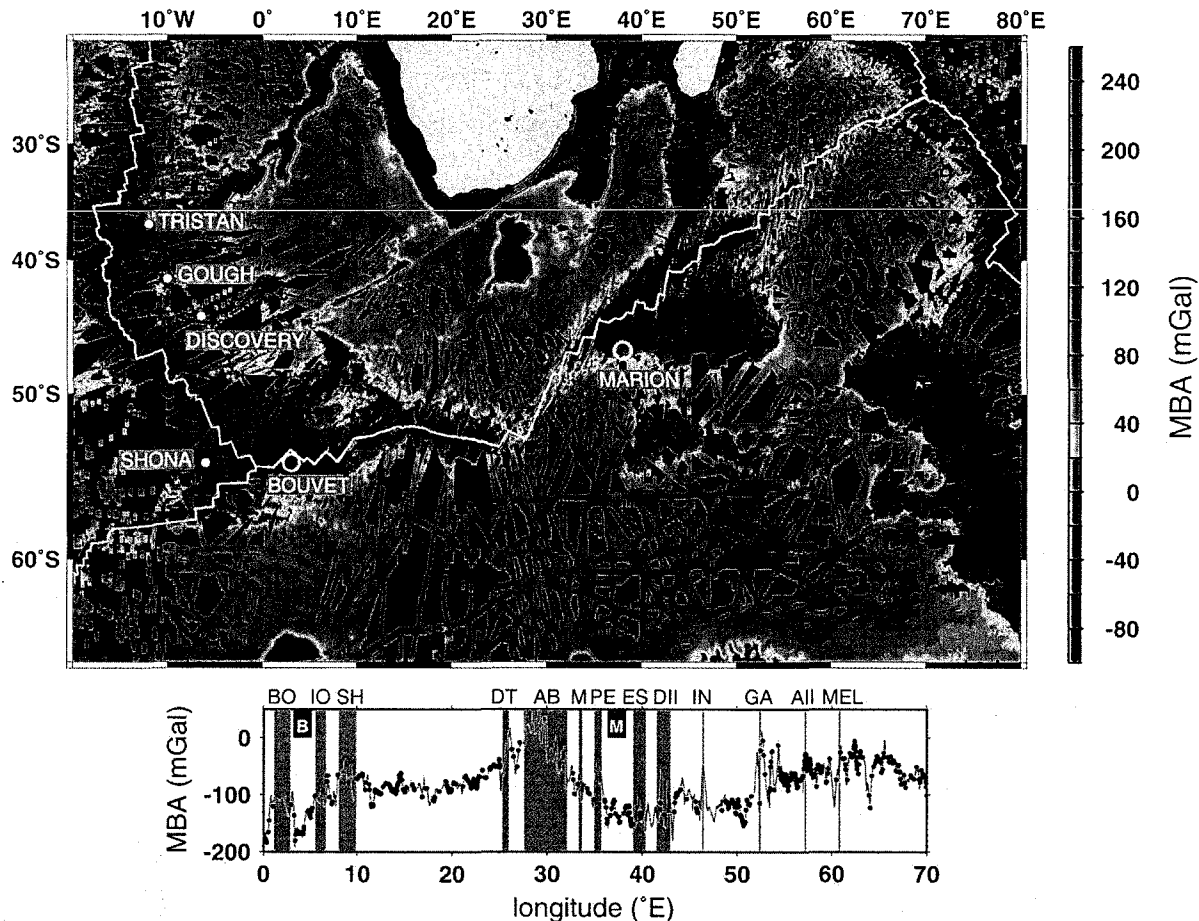 10˚W 0˚ 10˚E 20˚E 30˚E 40˚E 50˚E 60˚E 70˚E 80˚E
30˚S
40˚S
50˚S
60˚S
TRISTAN
GOUGH
DISCOVERY
MARION
SHONA
BOUVET
240
200
160
120
80
40
0
-40
-80
MBA (mGal)
BO IO SH DT AB M PE ES DII IN GA AII MEL
B M
0
-100
-200
MBA (mGal)
0 10 20 30 40 50 60 70
longitude (˚E)